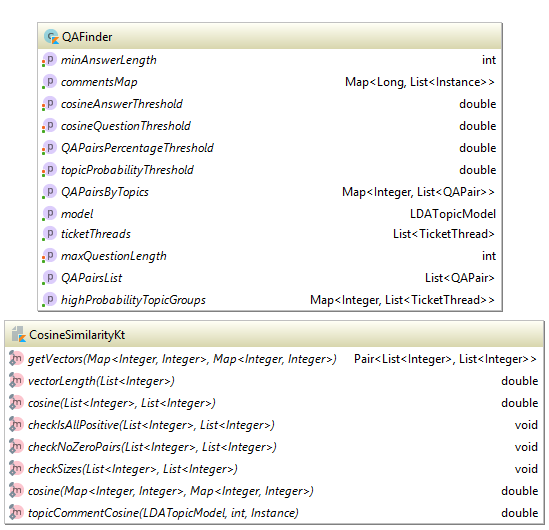 QAFinder
minAnswerLength int
commentsMap Map<Long, List<Instance>>
cosineAnswerThreshold double
cosineQuestionThreshold double
QAPairsPercentageThreshold double
topicProbabilityThreshold double
QAPairsByTopics Map<Integer, List<QAPair>>
model LDATopicModel
ticketThreads List<TicketThread>
maxQuestionLength int
QAPairsList List<QAPair>
highProbabilityTopicGroups Map<Integer, List<TicketThread>>
CosineSimilarityKt
getVectors(Map<Integer, Integer>, Map<Integer, Integer>) Pair<List<Integer>, List<Integer>>
vectorLength(List<Integer>) double
cosine(List<Integer>, List<Integer>) double
checkIsAllPositive(List<Integer>, List<Integer>) void
checkNoZeroPairs(List<Integer>, List<Integer>) void
checkSizes(List<Integer>, List<Integer>) void
cosine(Map<Integer, Integer>, Map<Integer, Integer>) double
topicCommentCosine(LDATopicModel, int, Instance) double